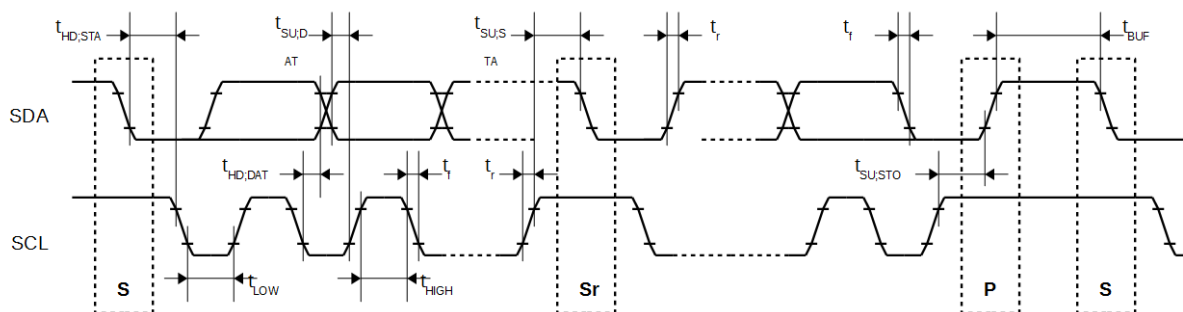 tHD;STA
tSU;D
AT
tSU;S
TA
tr
tf
tBUF
SDA
tHD;DAT
tf
tr
tSU;STO
SCL
tLOW
tHIGH
S
Sr
P
S